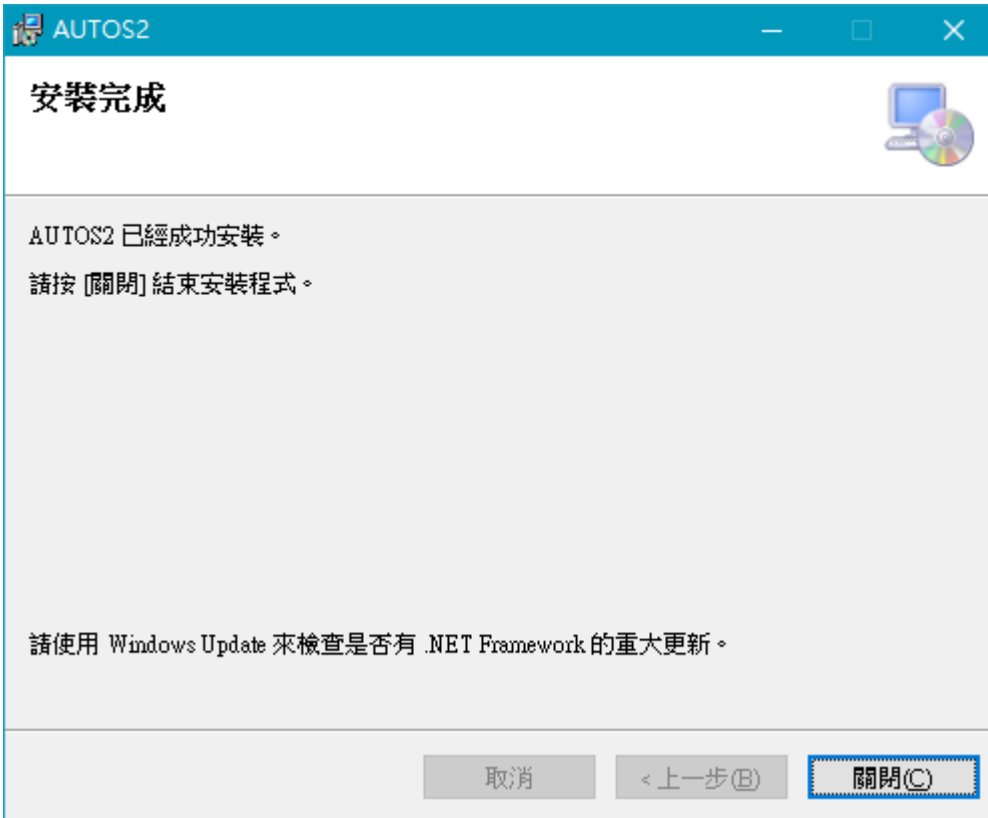 AUTOS2
安裝完成
AUTOS2 已經成功安裝。
請按 [關閉] 結束安裝程式。
請使用 Windows Update 來檢查是否有 .NET Framework 的重大更新。
取消
< 上一步(B)
關閉(C)